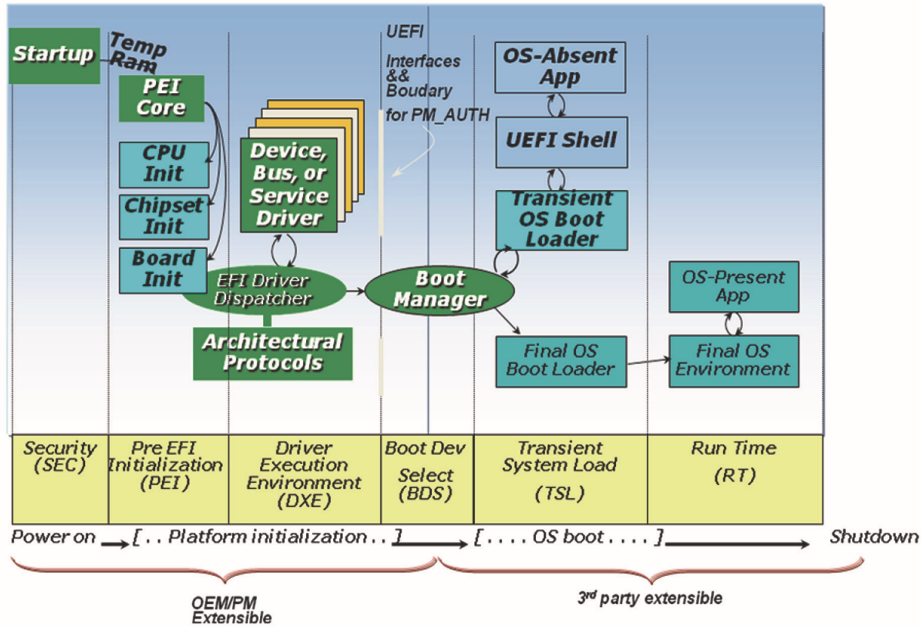 Startup
Temp
Ram
PEI
Core
CPU
Init
Chipset
Init
Board
Init
Device,
Bus, or
Service
Driver
EFI Driver
Dispatcher
Architectural
Protocols
UEFI
Interfaces
&&
Boudary
for PM_AUTH
Boot
Manager
OS-Absent
App
UEFI Shell
Transient
OS Boot
Loader
Final OS
Boot Loader
OS-Present
App
Final OS
Environment
Security
(SEC)
Pre EFI
Initialization
(PEI)
Driver
Execution
Environment
(DXE)
Boot Dev
Select
(BDS)
Transient
System Load
(TSL)
Run Time
(RT)
Power on [. . Platform initialization . .] [. . . . OS boot . . . . ] Shutdown
OEM/PM
Extensible
3rd party extensible